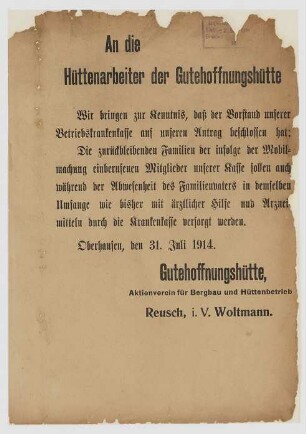 An die
Hüttenarbeiter der Gutehoffnungshütte
Wir bringen zur Kenntnis, daß der Vorstand unserer
Betriebskrankenkasse auf unseren Antrag beschlossen hat:
Die zurückbleibenden Familien der infolge der Mobil-
machung einberufenen Mitglieder unserer Kasse sollen auch
während der Abwesenheit des Familienvaters in demselben
Umfange wie bisher mit ärztlicher Hilfe und Arznei-
mitteln durch die Krankenkasse versorgt werden.
Oberhausen, den 31. Juli 1914.
Gutehoffnungshütte,
Aktienverein für Bergbau und Hüttenbetrieb
Reusch, i. V. Woltmann.